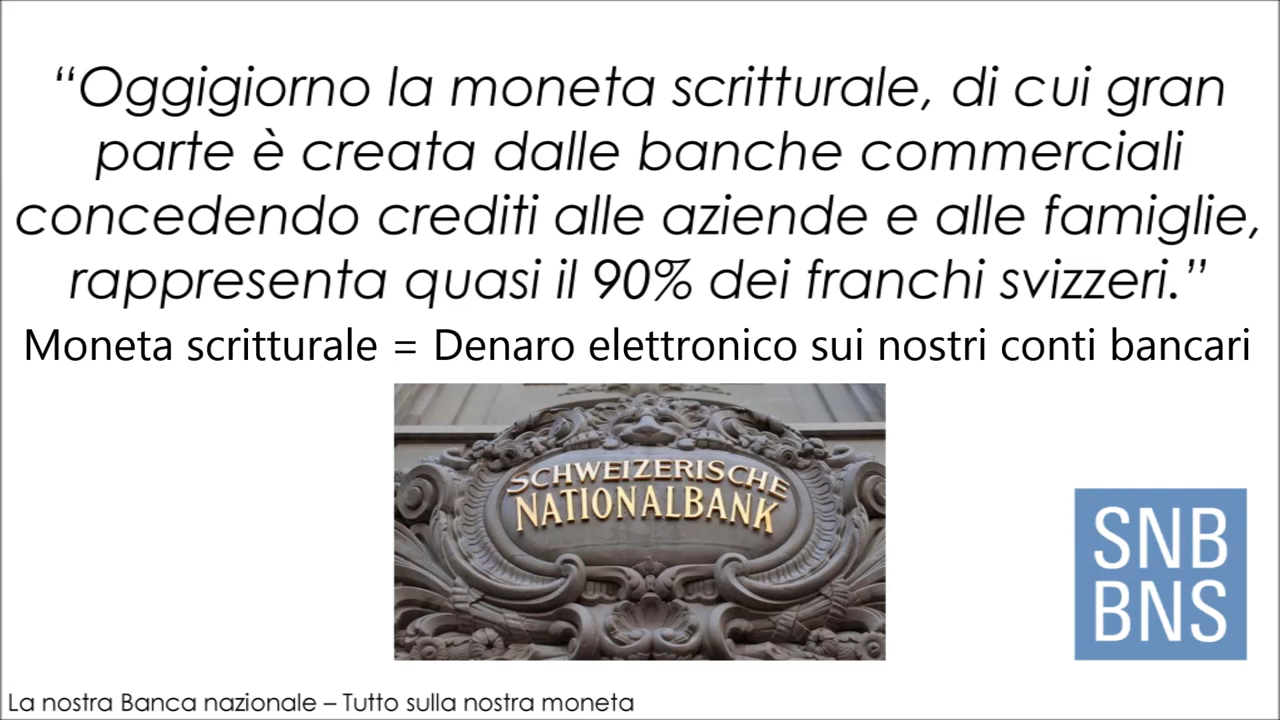 “Oggigiorno la moneta scritturale, di cui gran
parte è creata dalle banche commerciali
concedendo crediti alle aziende e alle famiglie,
rappresenta quasi il 90% dei franchi svizzeri.”
Moneta scritturale = Denaro elettronico sui nostri conti bancari
SCHWEIZERISCHE
NATIONALBANK
SNB
BNS
La nostra Banca nazionale – Tutto sulla nostra moneta